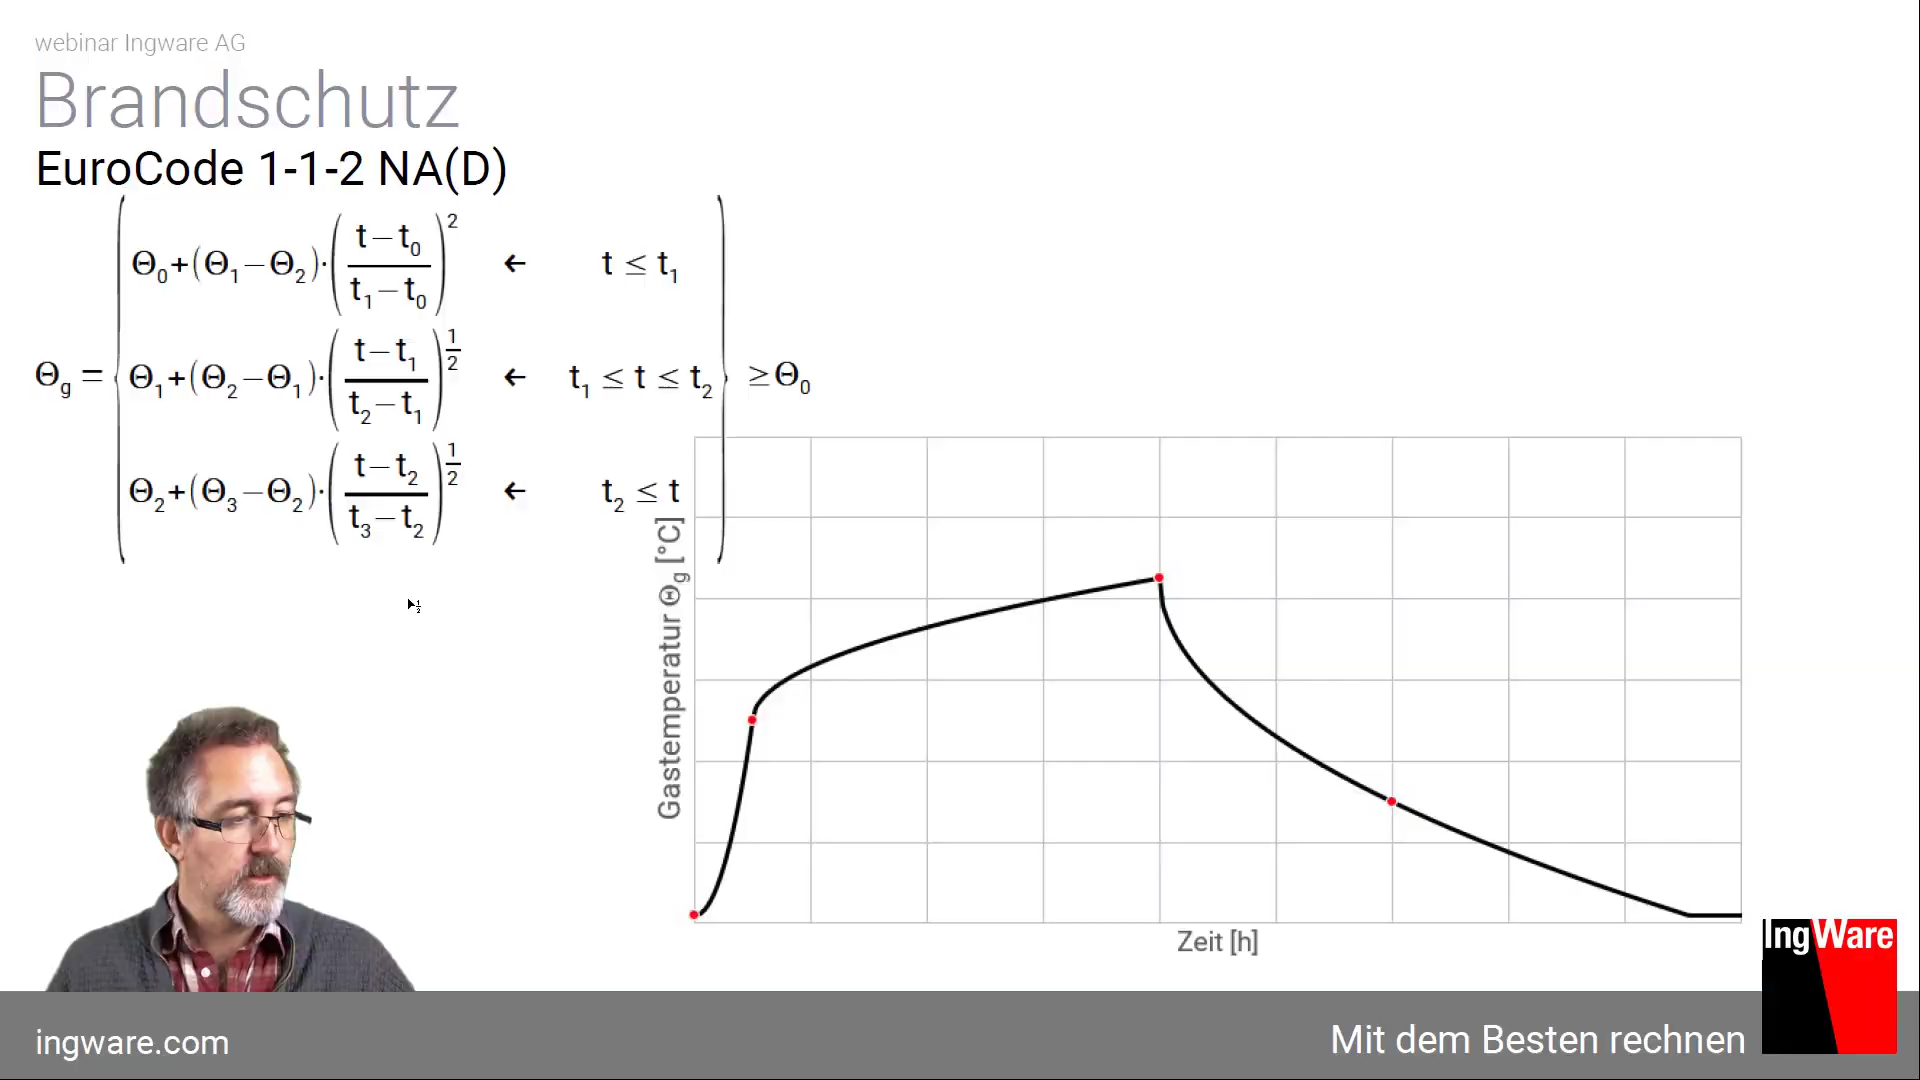 webinar Ingware AG
Brandschutz
EuroCode 1-1-2 NA(D)
Θ₀+(Θ₁−Θ₂)·((t−t₀)/(t₁−t₀))² ← t ≤ t₁
Θg = Θ₁+(Θ₂−Θ₁)·((t−t₁)/(t₂−t₁))^(1/2) ← t₁ ≤ t ≤ t₂ ≥Θ₀
Θ₂+(Θ₃−Θ₂)·((t−t₂)/(t₃−t₂))^(1/2) ← t₂ ≤ t
Gastemperatur Θg [°C]
Zeit [h]
IngWare
ingware.com
Mit dem Besten rechnen